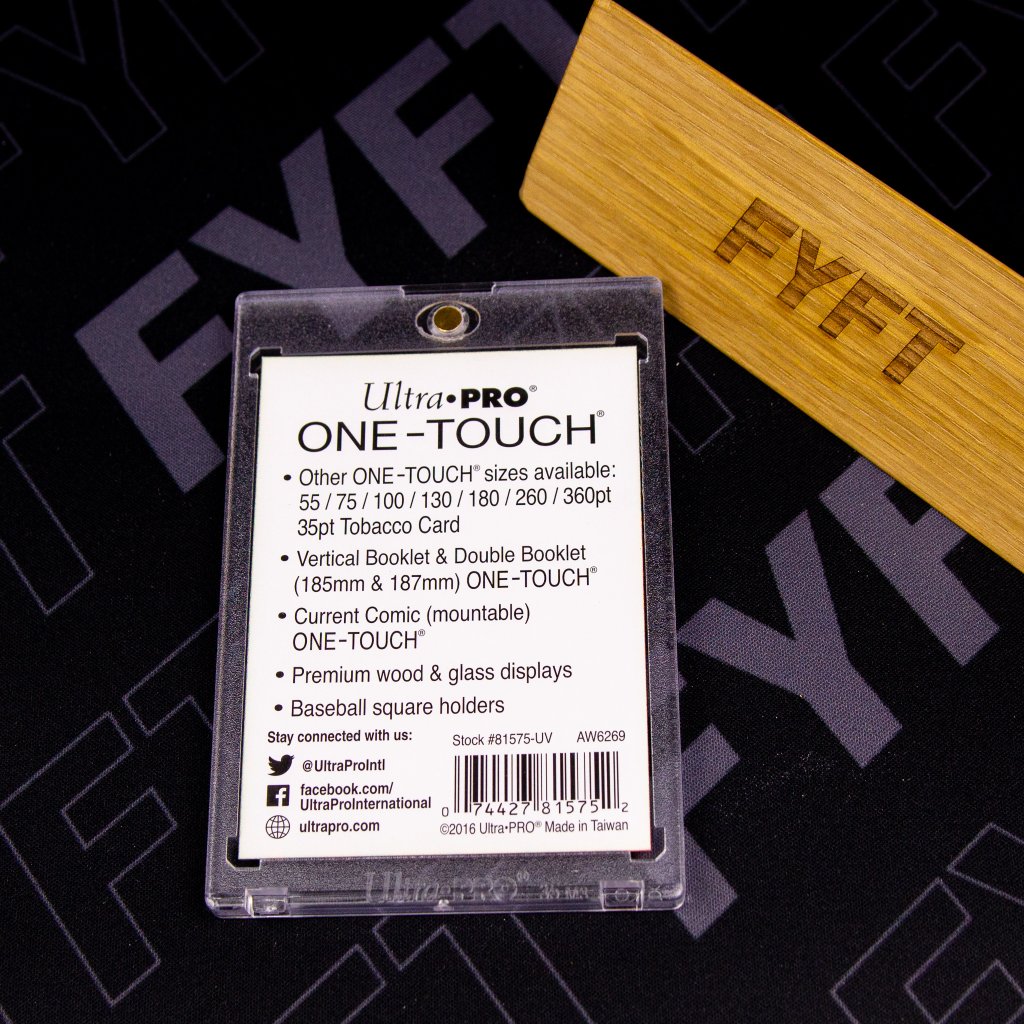 FYFT
FYFT
Ultra•PRO®
ONE-TOUCH®
• Other ONE-TOUCH® sizes available:
55 / 75 / 100 / 130 / 180 / 260 / 360pt
35pt Tobacco Card
• Vertical Booklet & Double Booklet
(185mm & 187mm) ONE-TOUCH®
• Current Comic (mountable)
ONE-TOUCH®
• Premium wood & glass displays
• Baseball square holders
Stay connected with us:
Stock #81575-UV AW6269
@UltraProIntl
facebook.com/
UltraProInternational
ultrapro.com
0 74427 81575 2
©2016 Ultra•PRO® Made in Taiwan
Ultra•PRO®
FYF